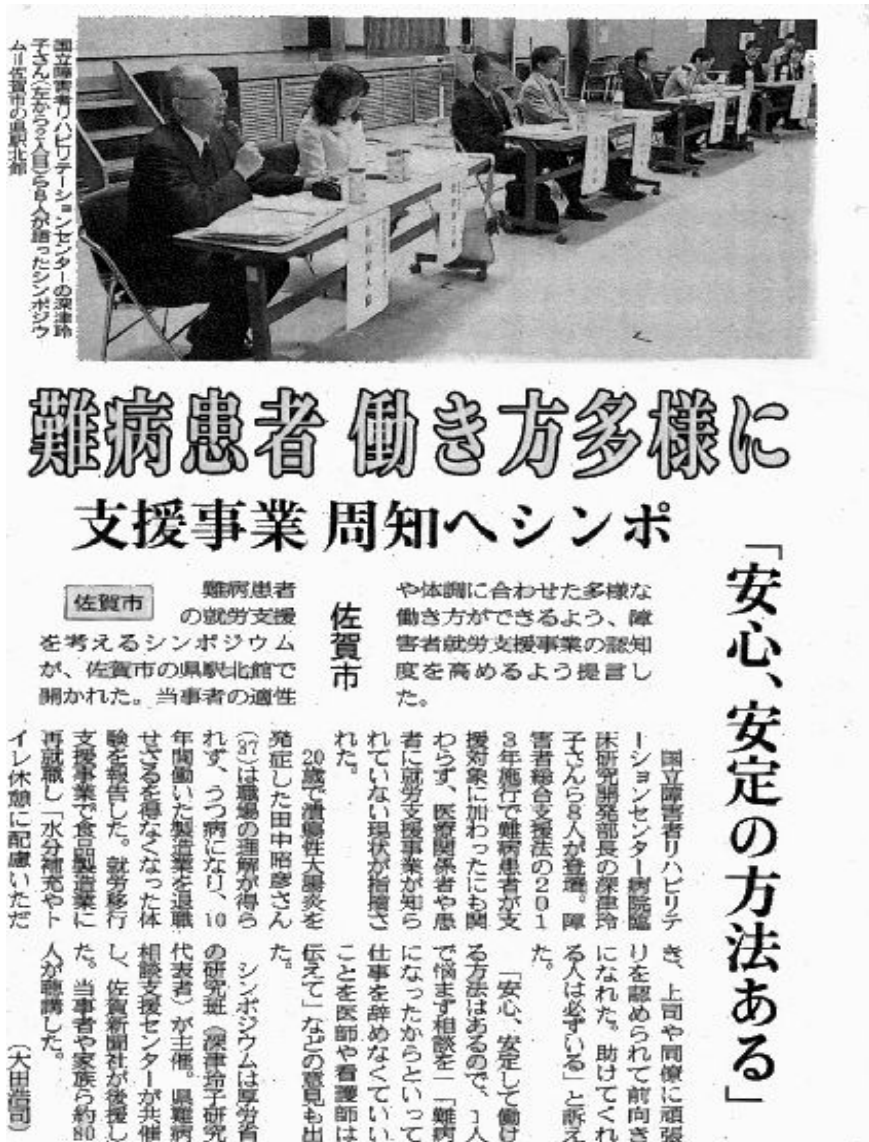 国立障害者リハビリテーションセンターの深津玲
子さん(左から2人目)ら8人が語ったシンポジウ
ム=佐賀市の県駅北館
難病患者 働き方多様に
支援事業 周知へシンポ
「安心、安定の方法ある」
佐賀市
佐賀市
難病患者
の就労支援
を考えるシンポジウム
が、佐賀市の県駅北館で
開かれた。当事者の適性
や体調に合わせた多様な
働き方ができるよう、障
害者就労支援事業の認知
度を高めるよう提言し
た。
国立障害者リハビリテ
ーションセンター病院臨
床研究開発部長の深津玲
子さんら8人が登壇。障
害者総合支援法の201
3年施行で難病患者が支
援対象に加わったにも関
わらず、医療関係者や患
者に就労支援事業が知ら
れていない現状が指摘さ
れた。
20歳で潰瘍性大腸炎を
発症した田中昭彦さん
(37)は職場の理解が得ら
れず、うつ病になり、10
年間働いた製造業を退職
せざるを得なくなった体
験を報告した。就労移行
支援事業で食品製造業に
再就職し「水分補充やト
イレ休憩に配慮いただ
き、上司や同僚に頑張
りを認められて前向き
になれた。助けてくれ
る人は必ずいる」と訴え
た。
「安心、安定して働け
る方法はあるので、1人
で悩まず相談を」「難病
になったからといって
仕事を辞めなくていい
ことを医師や看護師は
伝えて」などの意見も出
た。
シンポジウムは厚労省
の研究班(深津玲子研究
代表者)が主催。県難病
相談支援センターが共催
し、佐賀新聞社が後援し
た。当事者や家族ら約80
人が聴講した。
(大田浩司)